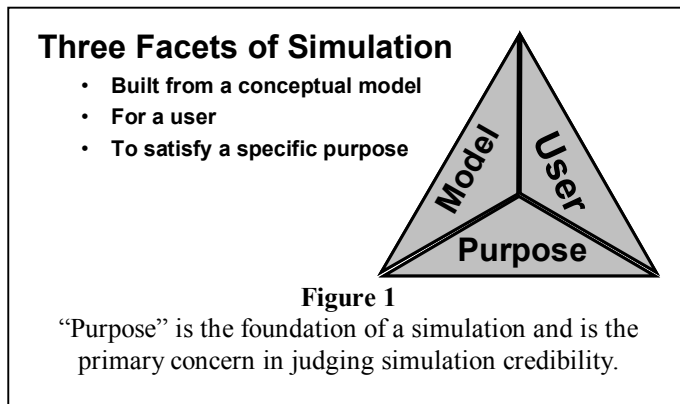 Three Facets of Simulation
• Built from a conceptual model
• For a user
• To satisfy a specific purpose
Model
User
Purpose
Figure 1
“Purpose” is the foundation of a simulation and is the
primary concern in judging simulation credibility.